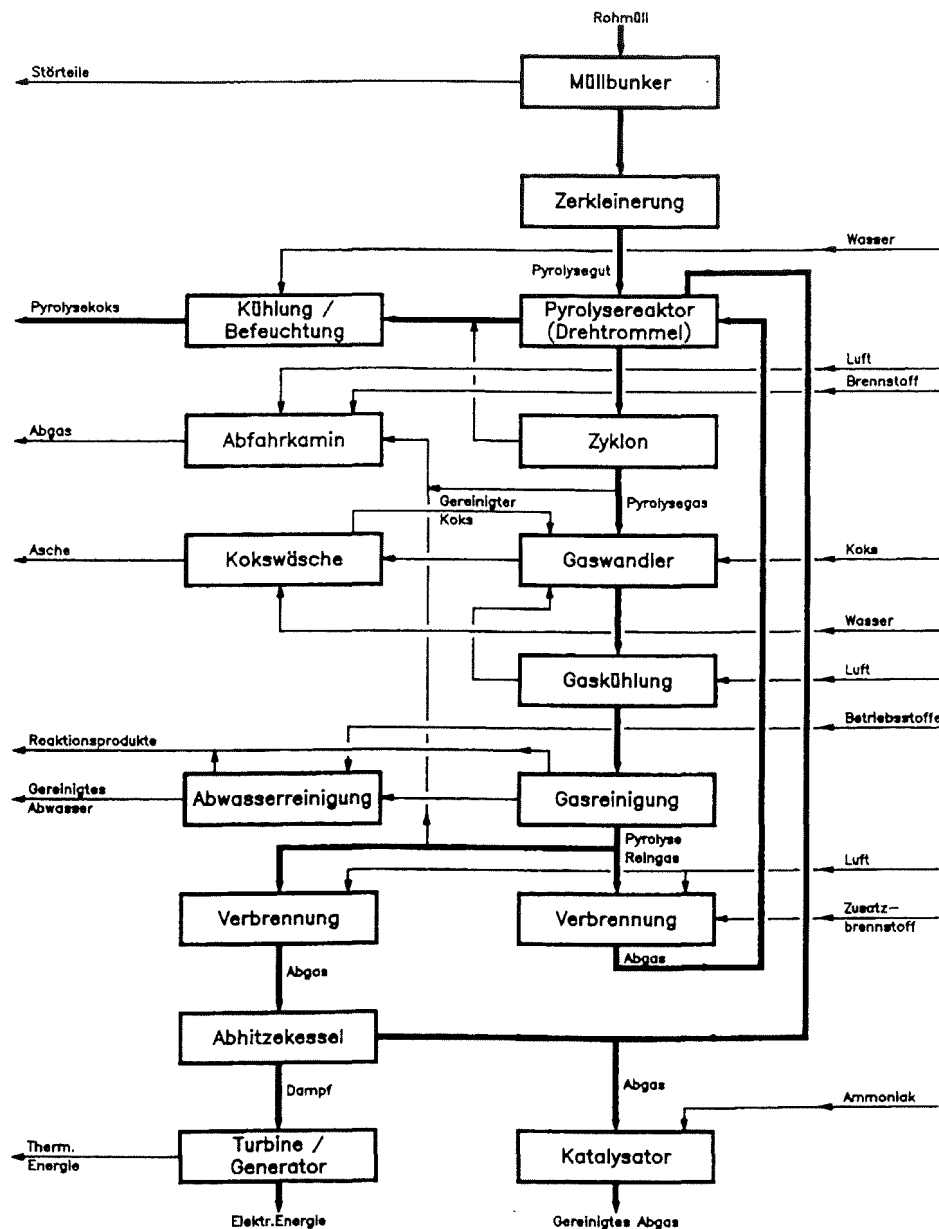 Rohmüll
Störteile
Müllbunker
Zerkleinerung
Wasser
Pyrolysegut
Pyrolysekoks
Kühlung /
Befeuchtung
Pyrolysereaktor
(Drehtrommel)
Luft
Brennstoff
Abgas
Abfahrkamin
Zyklon
Gereinigter
Koks
Pyrolysegas
Asche
Kokswäsche
Gaswandler
Koks
Wasser
Gaskühlung
Luft
Betriebsstoffe
Reaktionsprodukte
Gereinigtes
Abwasser
Abwasserreinigung
Gasreinigung
Pyrolyse
Reingas
Luft
Verbrennung
Verbrennung
Zusatz-
brennstoff
Abgas
Abgas
Abhitzekessel
Dampf
Abgas
Ammoniak
Therm.
Energie
Turbine /
Generator
Katalysator
Elektr.Energie
Gereinigtes Abgas